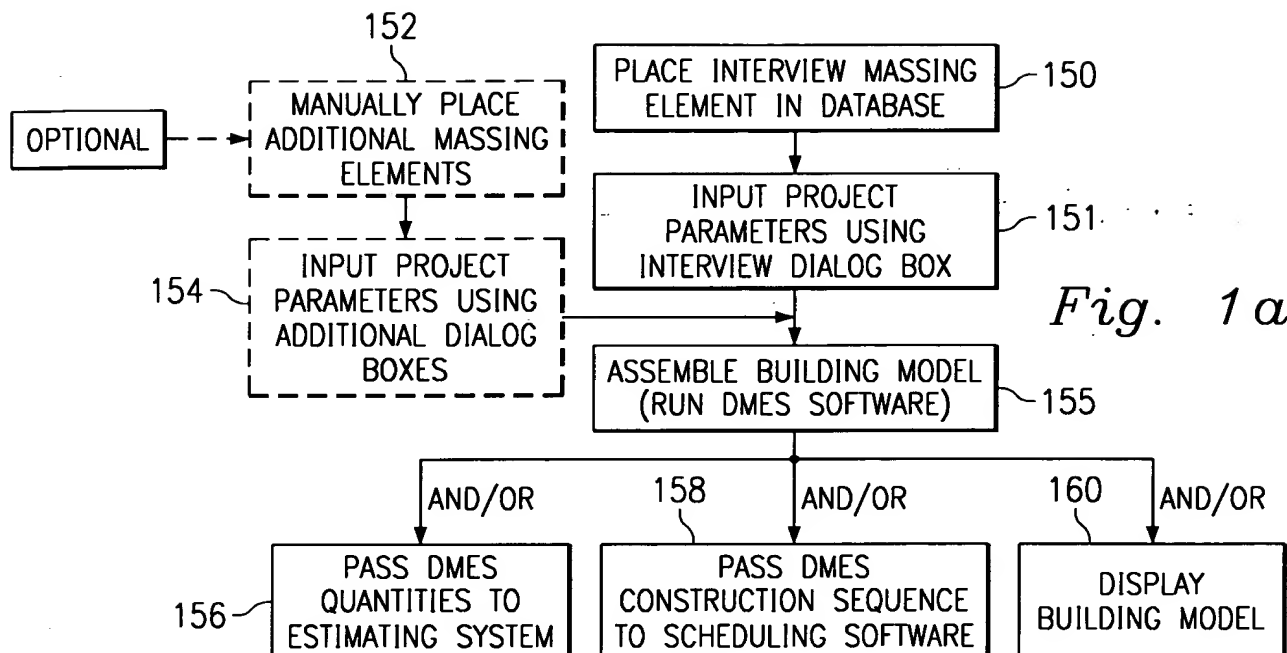 152
MANUALLY PLACE
ADDITIONAL MASSING
ELEMENTS
OPTIONAL
PLACE INTERVIEW MASSING
ELEMENT IN DATABASE
150
INPUT PROJECT
PARAMETERS USING
INTERVIEW DIALOG BOX
151
154
INPUT PROJECT
PARAMETERS USING
ADDITIONAL DIALOG
BOXES
Fig. 1a
ASSEMBLE BUILDING MODEL
(RUN DMES SOFTWARE)
155
AND/OR
158
AND/OR
160
AND/OR
156
PASS DMES
QUANTITIES TO
ESTIMATING SYSTEM
PASS DMES
CONSTRUCTION SEQUENCE
TO SCHEDULING SOFTWARE
DISPLAY
BUILDING MODEL